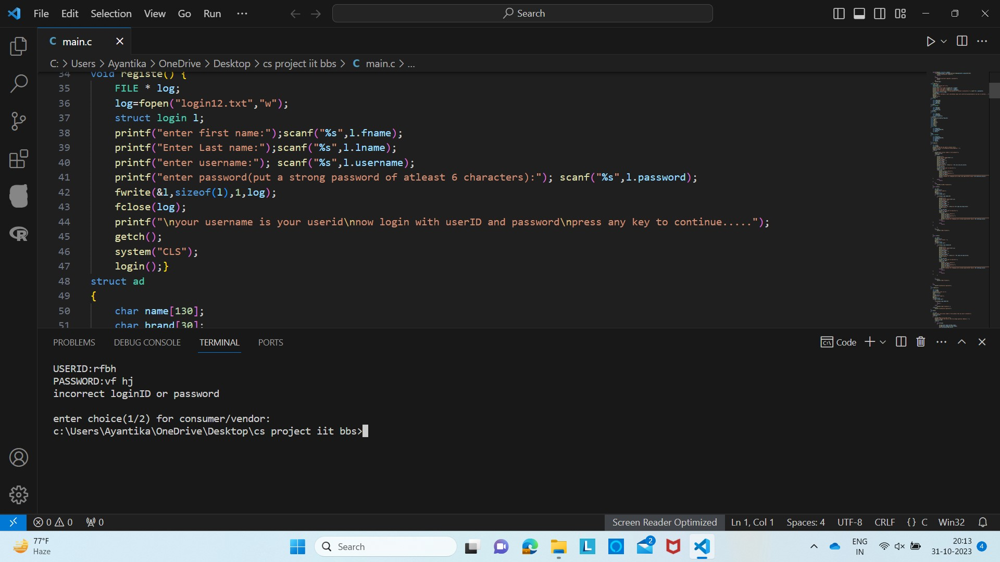 File Edit Selection View Go Run ...
Search
C main.c
C: > Users > Ayantika > OneDrive > Desktop > cs project iit bbs > C main.c > ...
34 void registe() {
35 FILE * log;
36 log=fopen("login12.txt","w");
37 struct login l;
38 printf("enter first name:");scanf("%s",l.fname);
39 printf("Enter Last name:");scanf("%s",l.lname);
40 printf("enter username:"); scanf("%s",l.username);
41 printf("enter password(put a strong password of atleast 6 characters):"); scanf("%s",l.password);
42 fwrite(&l,sizeof(l),1,log);
43 fclose(log);
44 printf("\nyour username is your userid\nnow login with userID and password\npress any key to continue.....");
45 getch();
46 system("CLS");
47 login();}
48 struct ad
49 {
50 char name[130];
51 char brand[30];
PROBLEMS DEBUG CONSOLE TERMINAL PORTS
Code
USERID:rfbh
PASSWORD:vf hj
incorrect loginID or password
enter choice(1/2) for consumer/vendor:
c:\Users\Ayantika\OneDrive\Desktop\cs project iit bbs>
0 0 0
Screen Reader Optimized Ln 1, Col 1 Spaces: 4 UTF-8 CRLF {} C Win32
77°F
Haze
Search
L
2
ENG
IN
20:13
31-10-2023
4